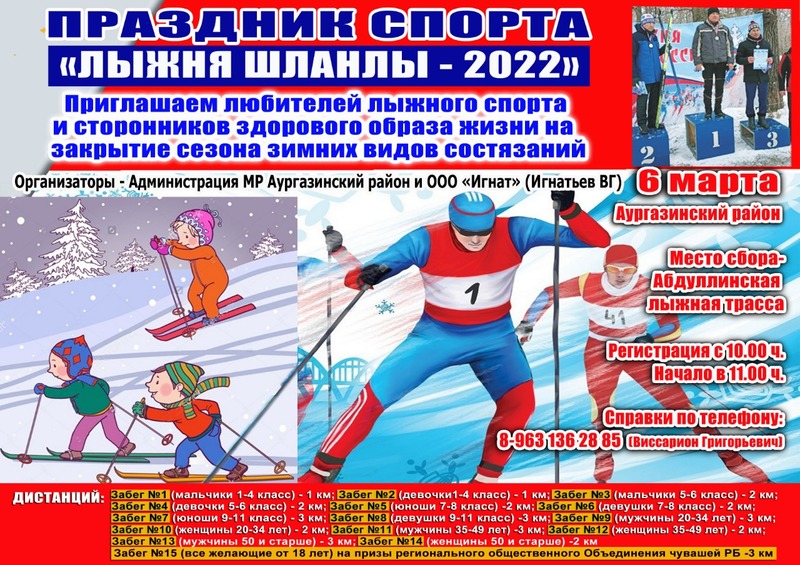 ПРАЗДНИК СПОРТА
«ЛЫЖНЯ ШЛАНЛЫ - 2022»
Приглашаем любителей лыжного спорта
и сторонников здорового образа жизни на
закрытие сезона зимних видов состязаний
2 1 3
Организаторы - Администрация МР Аургазинский район и ООО «Игнат» (Игнатьев ВГ)
6 марта
Аургазинский район
Место сбора-
Абдуллинская
лыжная трасса
1
41
Регистрация с 10.00 ч.
Начало в 11.00 ч.
Справки по телефону:
8-963 136 28 85 (Виссарион Григорьевич)
ДИСТАНЦИЙ: Забег №1 (мальчики 1-4 класс) - 1 км; Забег №2 (девочки1-4 класс) - 1 км; Забег №3 (мальчики 5-6 класс) - 2 км;
Забег №4 (девочки 5-6 класс) - 2 км; Забег №5 (юноши 7-8 класс) -2 км; Забег №6 (девушки 7-8 класс) - 2 км;
Забег №7 (юноши 9-11 класс) - 3 км; Забег №8 (девушки 9-11 класс) -3 км; Забег №9 (мужчины 20-34 лет) - 3 км;
Забег №10 (женщины 20-34 лет) - 2 км; Забег №11 (мужчины 35-49 лет) -3 км; Забег №12 (женщины 35-49 лет) - 2 км;
Забег №13 (мужчины 50 и старше) - 3 км; Забег №14 (женщины 50 и старше) -2 км
Забег №15 (все желающие от 18 лет) на призы регионального общественного Объединения чувашей РБ -3 км